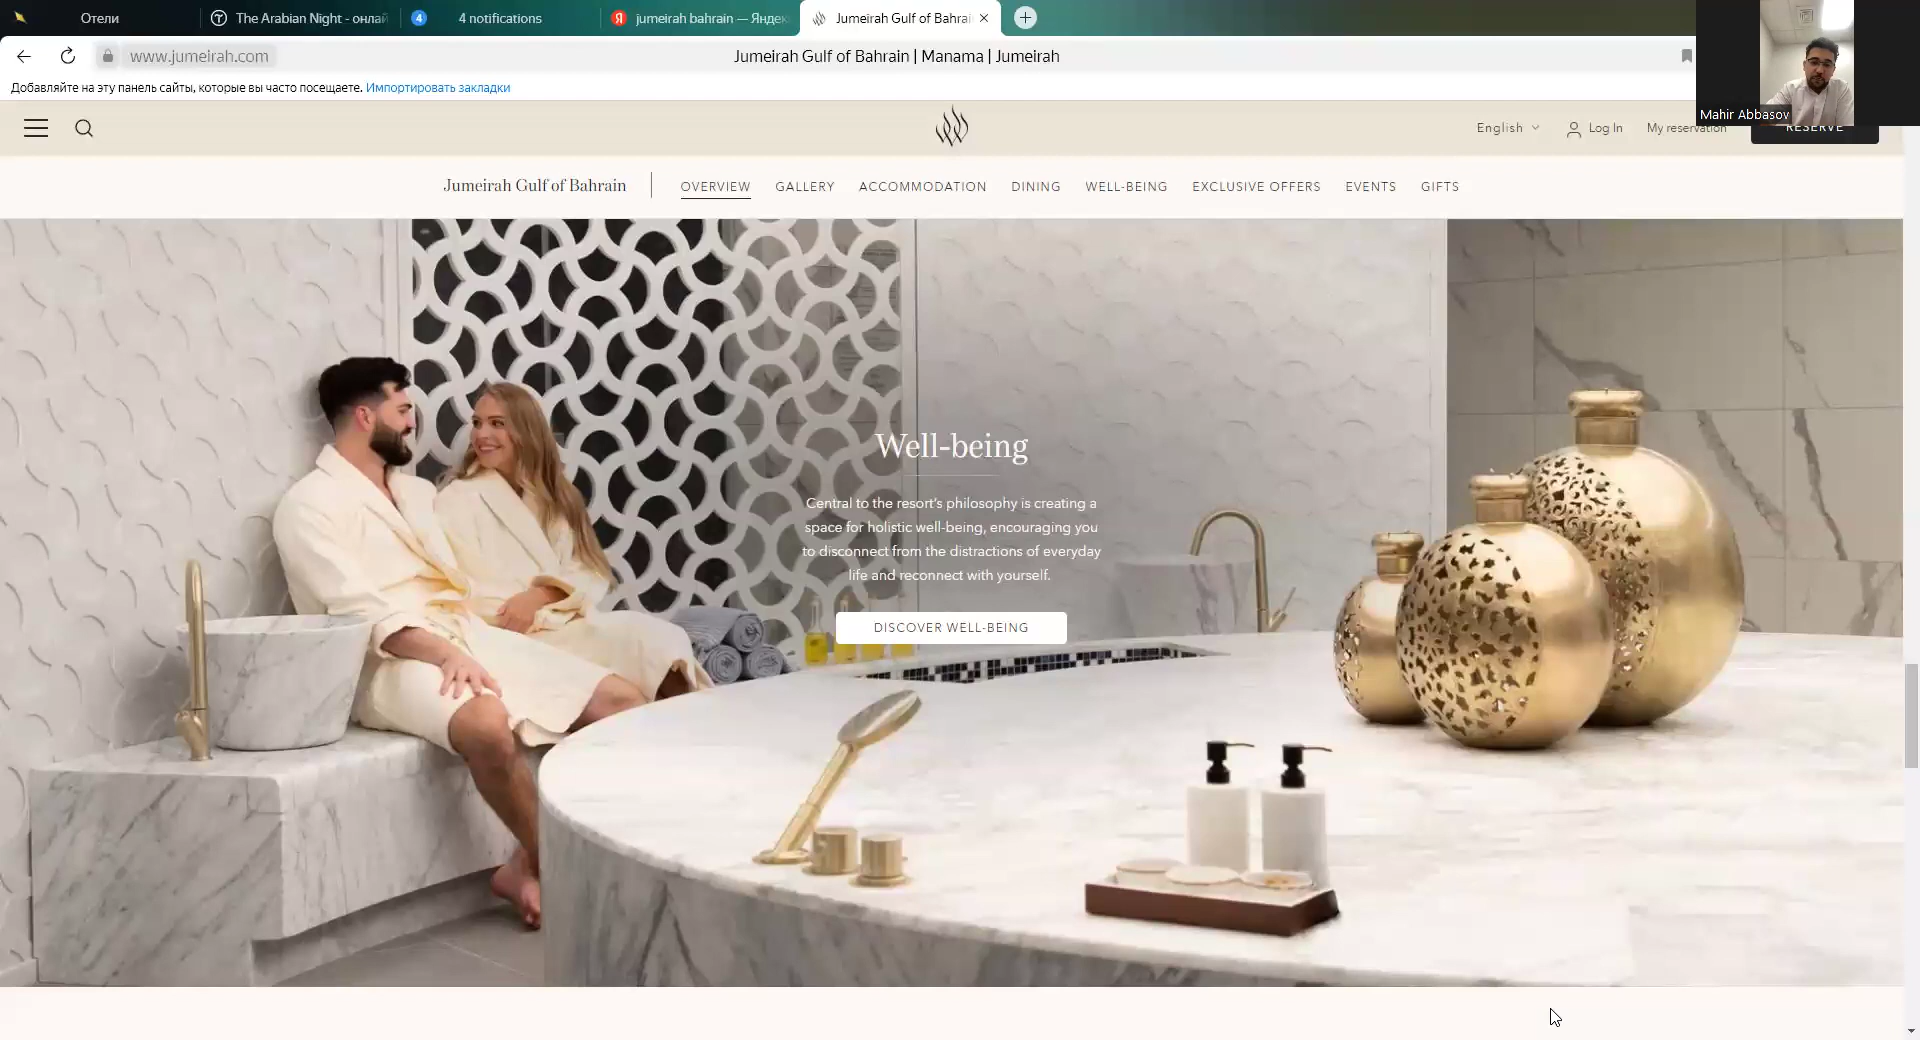 Отели
The Arabian Night - онлай
4
4 notifications
Я
jumeirah bahrain — Яндек
Jumeirah Gulf of Bahrai
www.jumeirah.com
Jumeirah Gulf of Bahrain | Manama | Jumeirah
Добавляйте на эту панель сайты, которые вы часто посещаете. Импортировать закладки
Mahir Abbasov
English
Log In
My reservation
RESERVE
Jumeirah Gulf of Bahrain
OVERVIEW
GALLERY
ACCOMMODATION
DINING
WELL-BEING
EXCLUSIVE OFFERS
EVENTS
GIFTS
Well-being
Central to the resort's philosophy is creating a
space for holistic well-being, encouraging you
to disconnect from the distractions of everyday
life and reconnect with yourself.
DISCOVER WELL-BEING